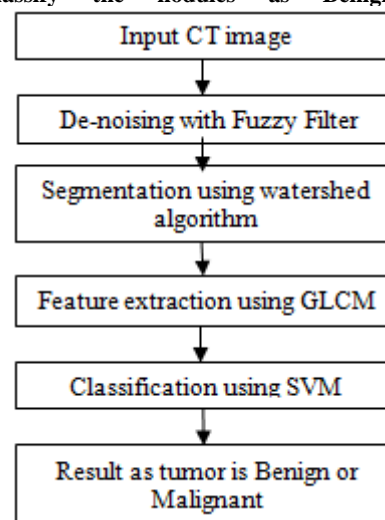 the nodules as Benign
Input CT image
De-noising with Fuzzy Filter
Segmentation using watershed
algorithm
Feature extraction using GLCM
Classification using SVM
Result as tumor is Benign or
Malignant